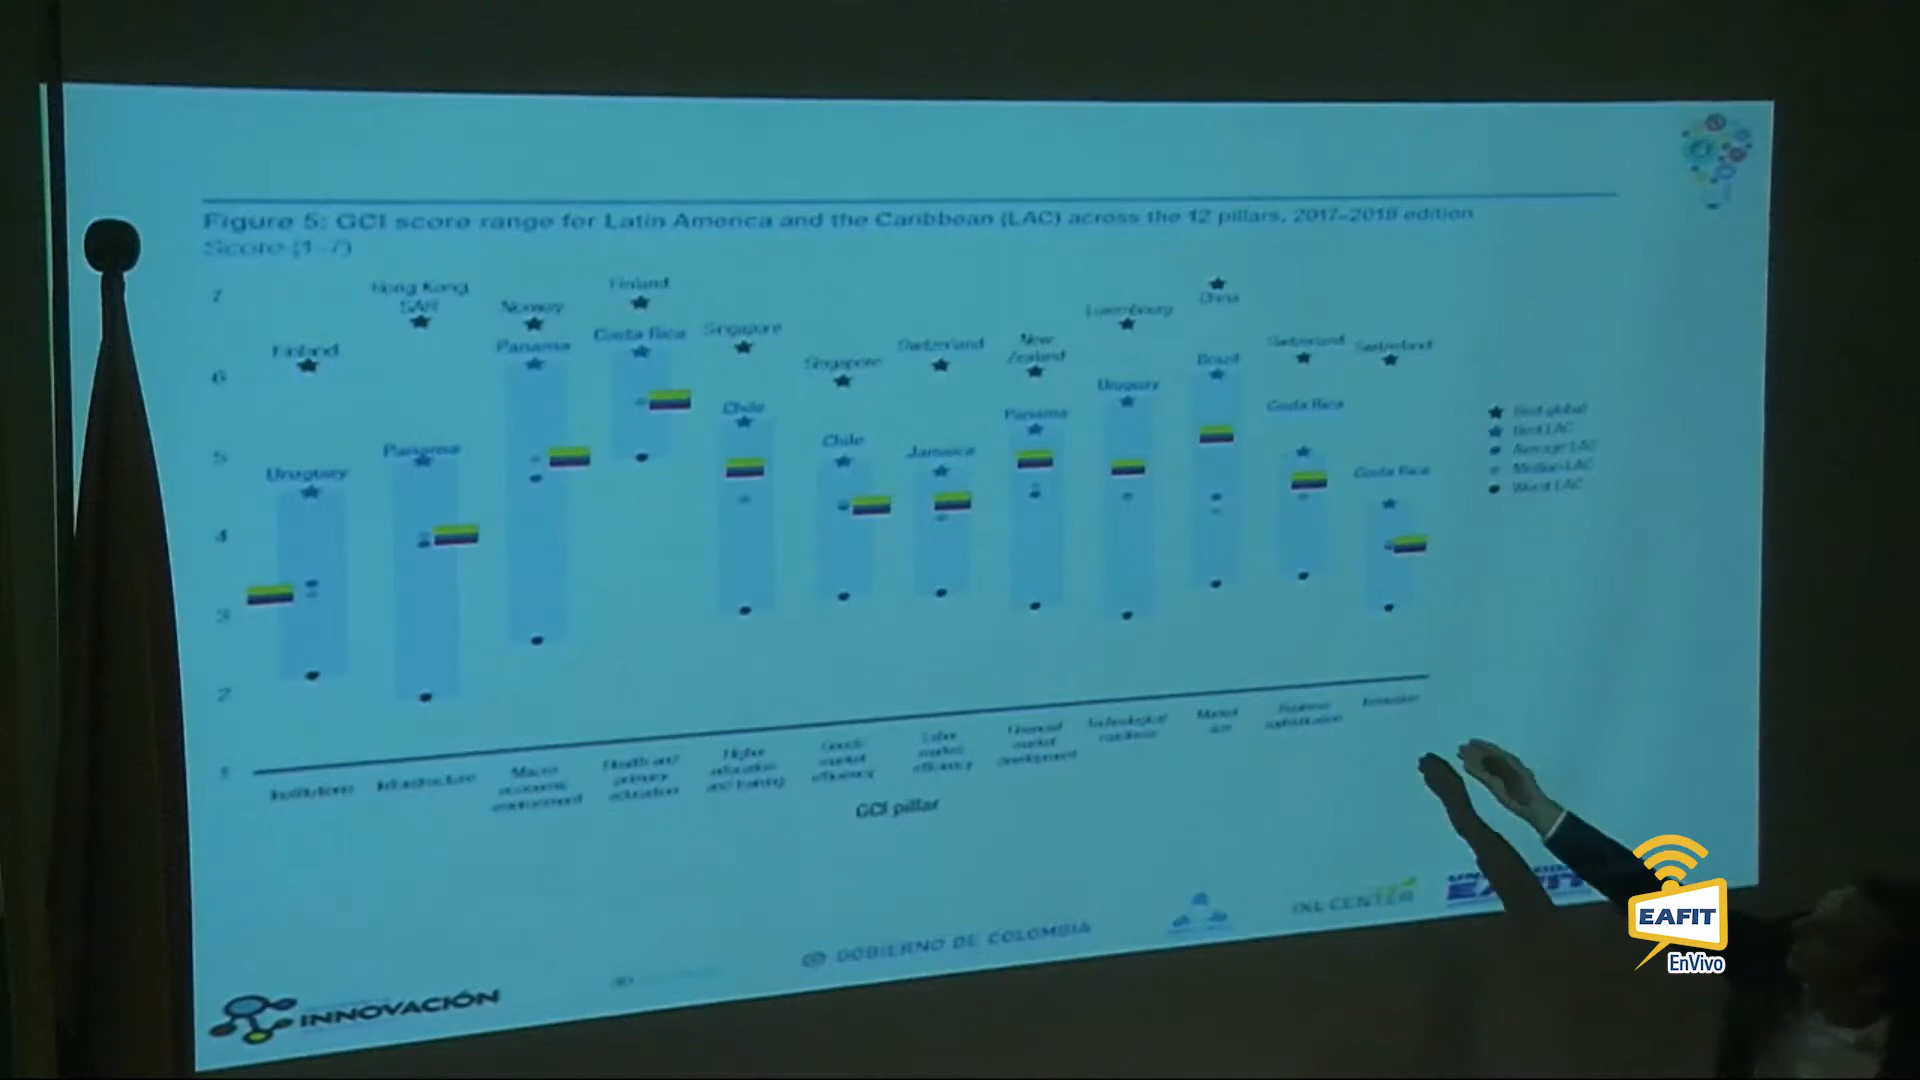 Figure 5: GCI score range for Latin America and the Caribbean (LAC) across the 12 pillars, 2017–2018 edition
Score (1–7)
7
6
5
4
3
2
1
Finland
Uruguay
Hong Kong
SAR
Panama
Norway
Panama
Finland
Costa Rica
Singapore
Chile
Singapore
Chile
Switzerland
Jamaica
New
Zealand
Panama
Luxembourg
Uruguay
China
Brazil
Switzerland
Costa Rica
Switzerland
Costa Rica
Best global
Best LAC
Average LAC
Median LAC
Worst LAC
Institutions
Infrastructure
Macro-
economic
environment
Health and
primary
education
Higher
education
and training
Goods
market
efficiency
Labor
market
efficiency
Financial
market
development
Technological
readiness
Market
size
Business
sophistication
Innovation
GCI pillar
INNOVACIÓN
GOBIERNO DE COLOMBIA
IXL CENTER
EAFIT
EnVivo